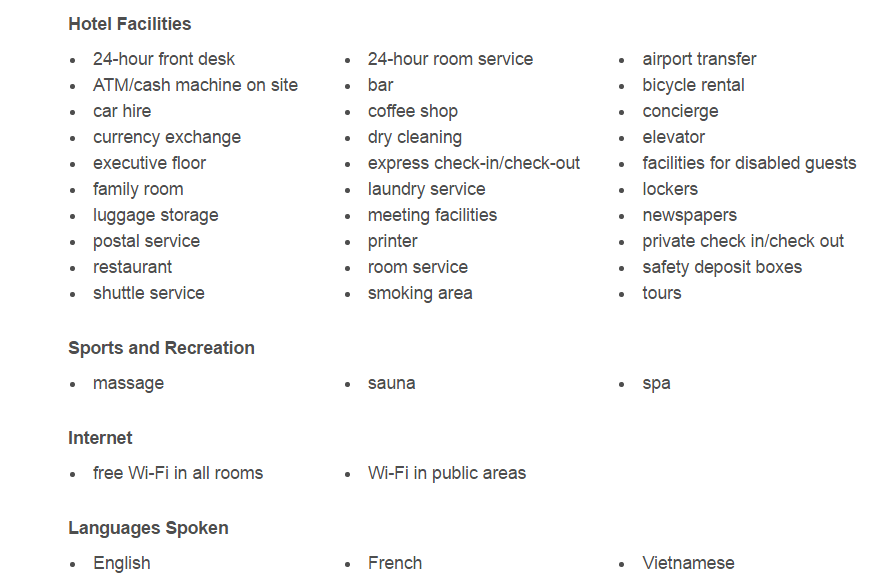 Hotel Facilities
24-hour front desk 24-hour room service airport transfer
ATM/cash machine on site bar bicycle rental
car hire coffee shop concierge
currency exchange dry cleaning elevator
executive floor express check-in/check-out facilities for disabled guests
family room laundry service lockers
luggage storage meeting facilities newspapers
postal service printer private check in/check out
restaurant room service safety deposit boxes
shuttle service smoking area tours
Sports and Recreation
massage sauna spa
Internet
free Wi-Fi in all rooms Wi-Fi in public areas
Languages Spoken
English French Vietnamese